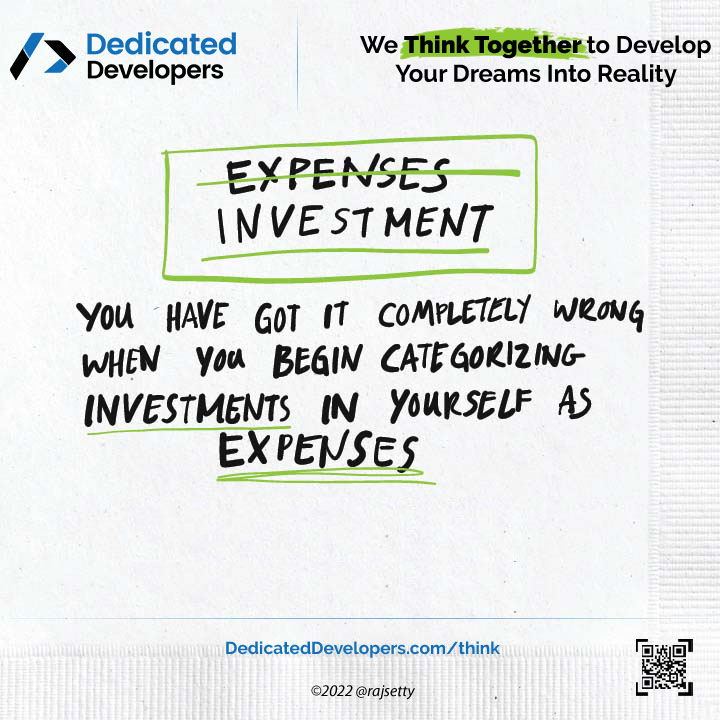 Dedicated
Developers
We Think Together to Develop
Your Dreams Into Reality
EXPENSES
INVESTMENT
YOU HAVE GOT IT COMPLETELY WRONG
WHEN YOU BEGIN CATEGORIZING
INVESTMENTS IN YOURSELF AS
EXPENSES
DedicatedDevelopers.com/think
©2022 @rajsetty